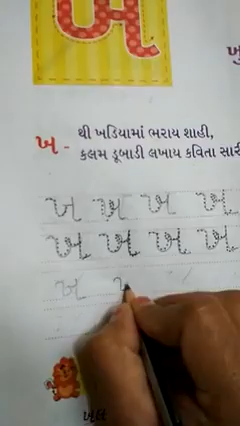 ખ
ખ - થી ખડિયામાં ભરાય શાહી,
કલમ ડૂબાડી લખાય કવિતા સારી
ખ ખ ખ ખ
ખ ખ ખ ખ
ખ